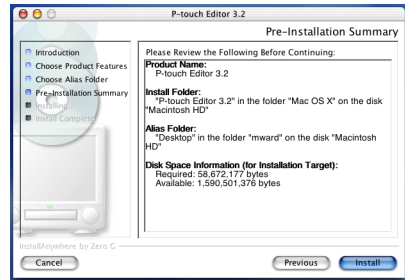 P-touch Editor 3.2
Pre-Installation Summary
Introduction
Choose Product Features
Choose Alias Folder
Pre-Installation Summary
Installing...
Install Complete
Please Review the Following Before Continuing:
Product Name:
P-touch Editor 3.2
Install Folder:
"P-touch Editor 3.2" in the folder "Mac OS X" on the disk
"Macintosh HD"
Alias Folder:
"Desktop" in the folder "mward" on the disk "Macintosh
HD"
Disk Space Information (for Installation Target):
Required: 58,672,177 bytes
Available: 1,590,501,376 bytes
InstallAnywhere by Zero G
Cancel
Previous
Install